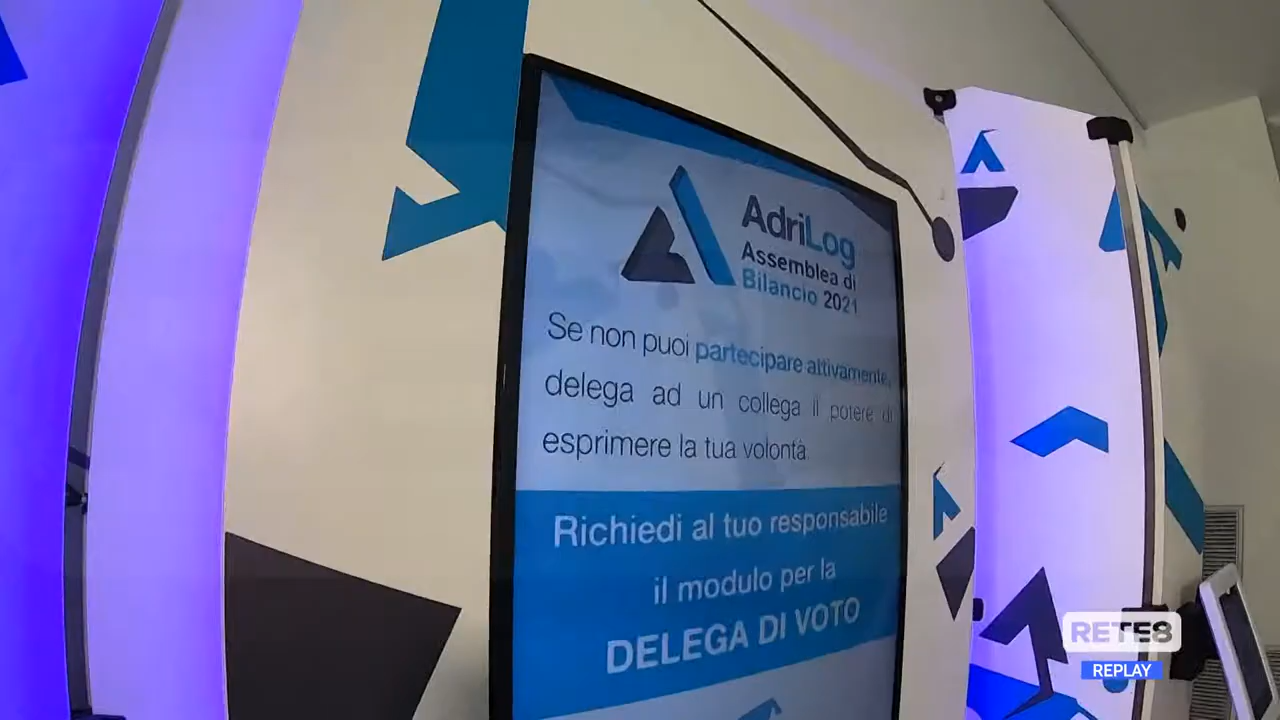 AdriLog
Assemblea di
Bilancio 2021
Se non puoi partecipare attivamente,
delega ad un collega il potere di
esprimere la tua volontà.
Richiedi al tuo responsabile
il modulo per la
DELEGA DI VOTO
RETE8
REPLAY